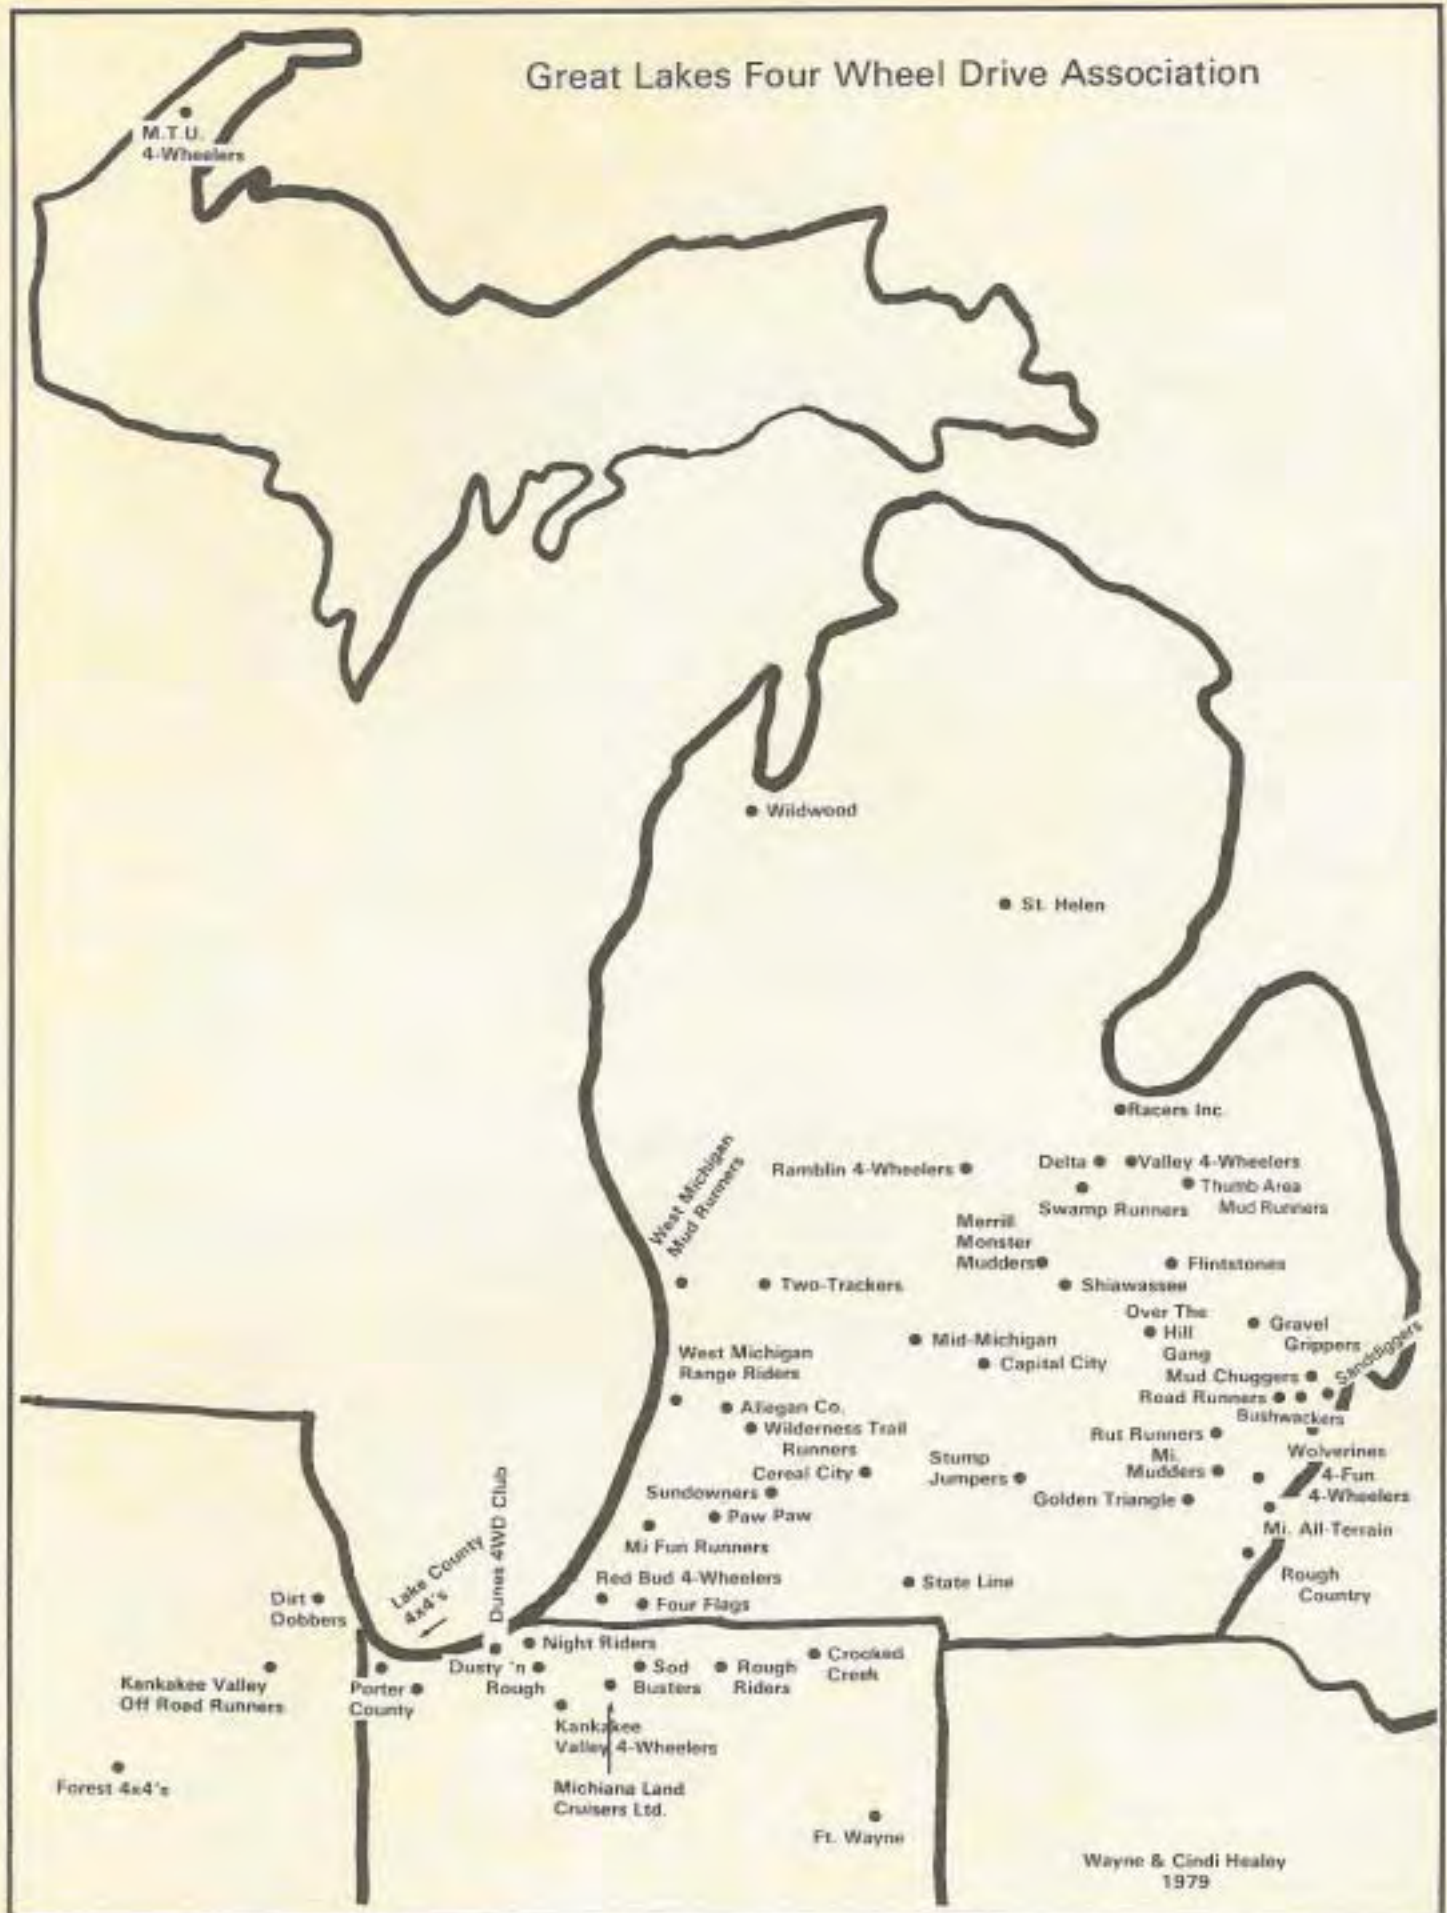 Great Lakes Four Wheel Drive Association
M.T.U.
4-Wheelers
Wildwood
St. Helen
Racers Inc.
West Michigan
Mud Runners
Ramblin 4-Wheelers
Delta
Valley 4-Wheelers
Swamp Runners
Thumb Area
Mud Runners
Merrill
Monster
Mudders
Flintstones
Two-Trackers
Shiawassee
Over The
Hill
Gang
Gravel
Grippers
Mid-Michigan
Capital City
West Michigan
Range Riders
Mud Chuggers
Sanddiggers
Road Runners
Bushwackers
Allegan Co.
Wilderness Trail
Runners
Rut Runners
Wolverines
Mi.
Mudders
Cereal City
Stump
Jumpers
4-Fun
4-Wheelers
Sundowners
Golden Triangle
Paw Paw
Mi. All-Terrain
Mi Fun Runners
Red Bud 4-Wheelers
Four Flags
State Line
Rough
Country
Dunes 4WD Club
Lake County
4x4's
Dirt
Dobbers
Night Riders
Crooked
Creek
Dusty 'n
Rough
Sod
Busters
Rough
Riders
Kankakee Valley
Off Road Runners
Porter
County
Kankakee
Valley 4-Wheelers
Forest 4x4's
Michiana Land
Cruisers Ltd.
Ft. Wayne
Wayne & Cindi Healey
1979